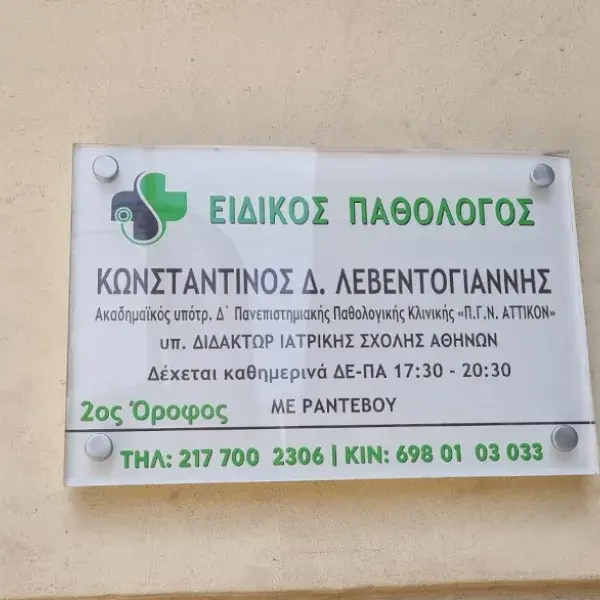 ΕΙΔΙΚΟΣ ΠΑΘΟΛΟΓΟΣ
ΚΩΝΣΤΑΝΤΙΝΟΣ Δ. ΛΕΒΕΝΤΟΓΙΑΝΝΗΣ
Ακαδημαϊκός υπότρ. Δ΄ Πανεπιστημιακής Παθολογικής Κλινικής «Π.Γ.Ν. ΑΤΤΙΚΟΝ»
υπ. ΔΙΔΑΚΤΩΡ ΙΑΤΡΙΚΗΣ ΣΧΟΛΗΣ ΑΘΗΝΩΝ
Δέχεται καθημερινά ΔΕ-ΠΑ 17:30 - 20:30
2ος Όροφος ΜΕ ΡΑΝΤΕΒΟΥ
ΤΗΛ: 217 700 2306 | ΚΙΝ: 698 01 03 033